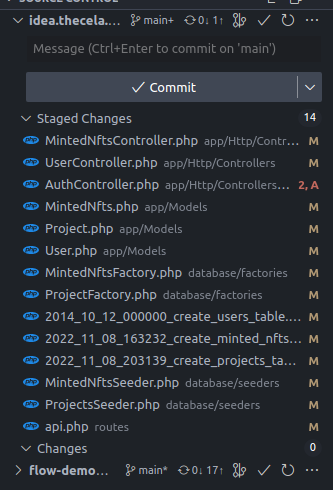 SOURCE CONTROL
idea.thecela.... main+ 0↓ 1↑
Message (Ctrl+Enter to commit on 'main')
Commit
Staged Changes 14
MintedNftsController.php app/Http/Contr... M
UserController.php app/Http/Controllers M
AuthController.php app/Http/Controllers... 2, A
MintedNfts.php app/Models M
Project.php app/Models M
User.php app/Models M
MintedNftsFactory.php database/factories M
ProjectFactory.php database/factories M
2014_10_12_000000_create_users_table.... M
2022_11_08_163232_create_minted_nfts... M
2022_11_08_203139_create_projects_ta... M
MintedNftsSeeder.php database/seeders M
ProjectsSeeder.php database/seeders M
api.php routes M
Changes 0
flow-demo... main* 0↓ 17↑